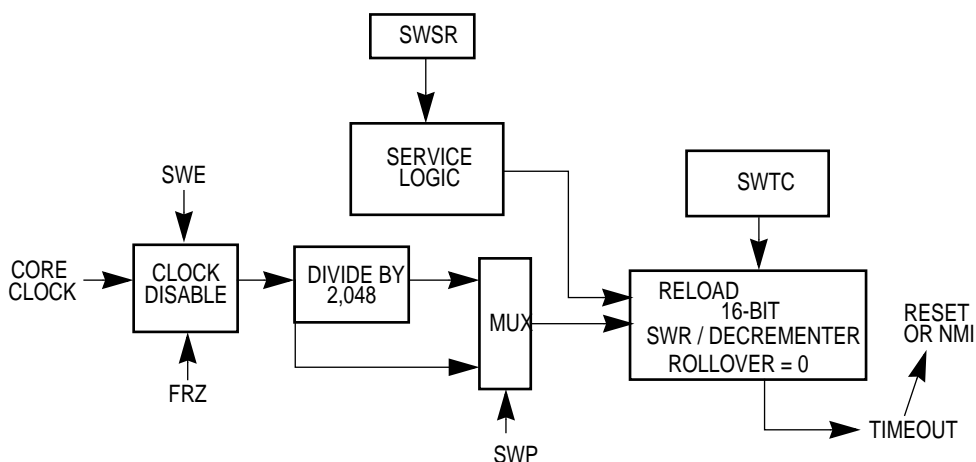 SWSR
SERVICE
LOGIC
SWTC
SWE
CORE
CLOCK
CLOCK
DISABLE
DIVIDE BY
2,048
MUX
RELOAD
16-BIT
SWR / DECREMENTER
ROLLOVER = 0
RESET
OR NMI
FRZ
SWP
TIMEOUT